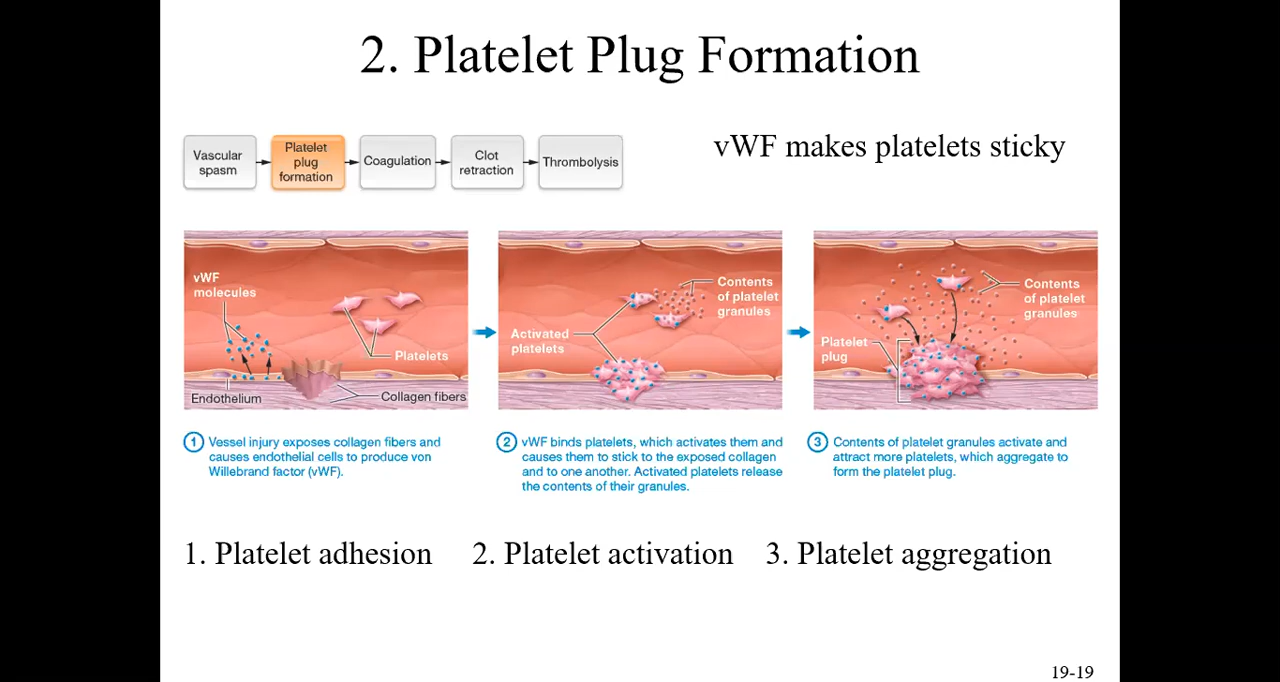 2. Platelet Plug Formation
Vascular
spasm
Platelet
plug
formation
Coagulation
Clot
retraction
Thrombolysis
vWF makes platelets sticky
vWF
molecules
Platelets
Endothelium
Collagen fibers
Activated
platelets
Contents
of platelet
granules
Platelet
plug
Contents
of platelet
granules
1 Vessel injury exposes collagen fibers and
causes endothelial cells to produce von
Willebrand factor (vWF).
2 vWF binds platelets, which activates them and
causes them to stick to the exposed collagen
and to one another. Activated platelets release
the contents of their granules.
3 Contents of platelet granules activate and
attract more platelets, which aggregate to
form the platelet plug.
1. Platelet adhesion
2. Platelet activation
3. Platelet aggregation
19-19